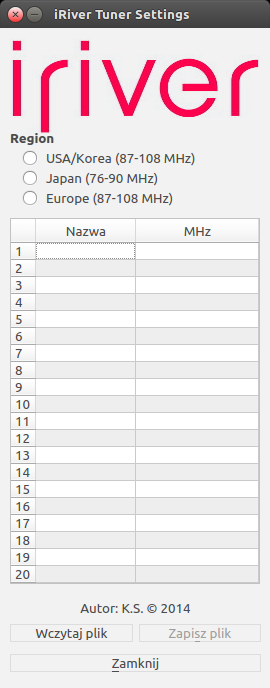 iRiver Tuner Settings
iriver
Region
USA/Korea (87-108 MHz)
Japan (76-90 MHz)
Europe (87-108 MHz)
Nazwa MHz
1
2
3
4
5
6
7
8
9
10
11
12
13
14
15
16
17
18
19
20
Autor: K.S. © 2014
Wczytaj plik Zapisz plik
Zamknij